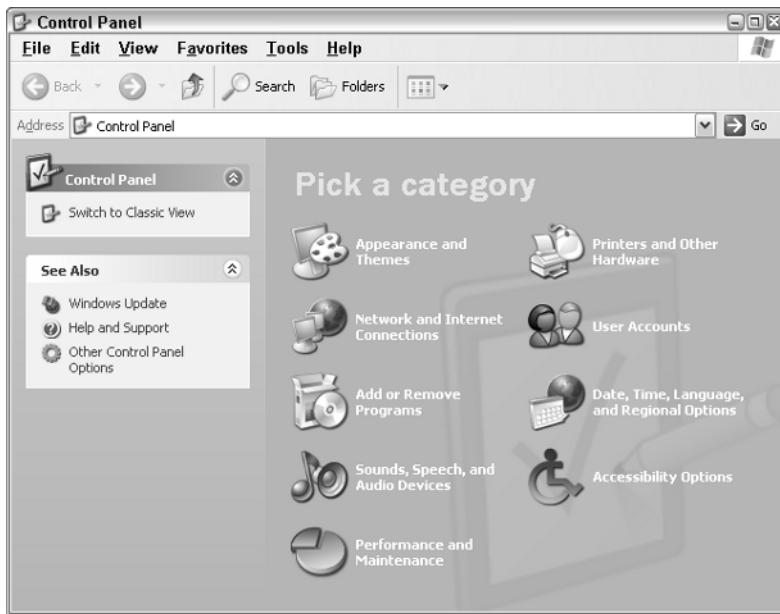 Control Panel
File Edit View Favorites Tools Help
Back Search Folders
Address Control Panel Go
Control Panel
Switch to Classic View
See Also
Windows Update
Help and Support
Other Control Panel
Options
Pick a category
Appearance and
Themes
Printers and Other
Hardware
Network and Internet
Connections
User Accounts
Add or Remove
Programs
Date, Time, Language,
and Regional Options
Sounds, Speech, and
Audio Devices
Accessibility Options
Performance and
Maintenance